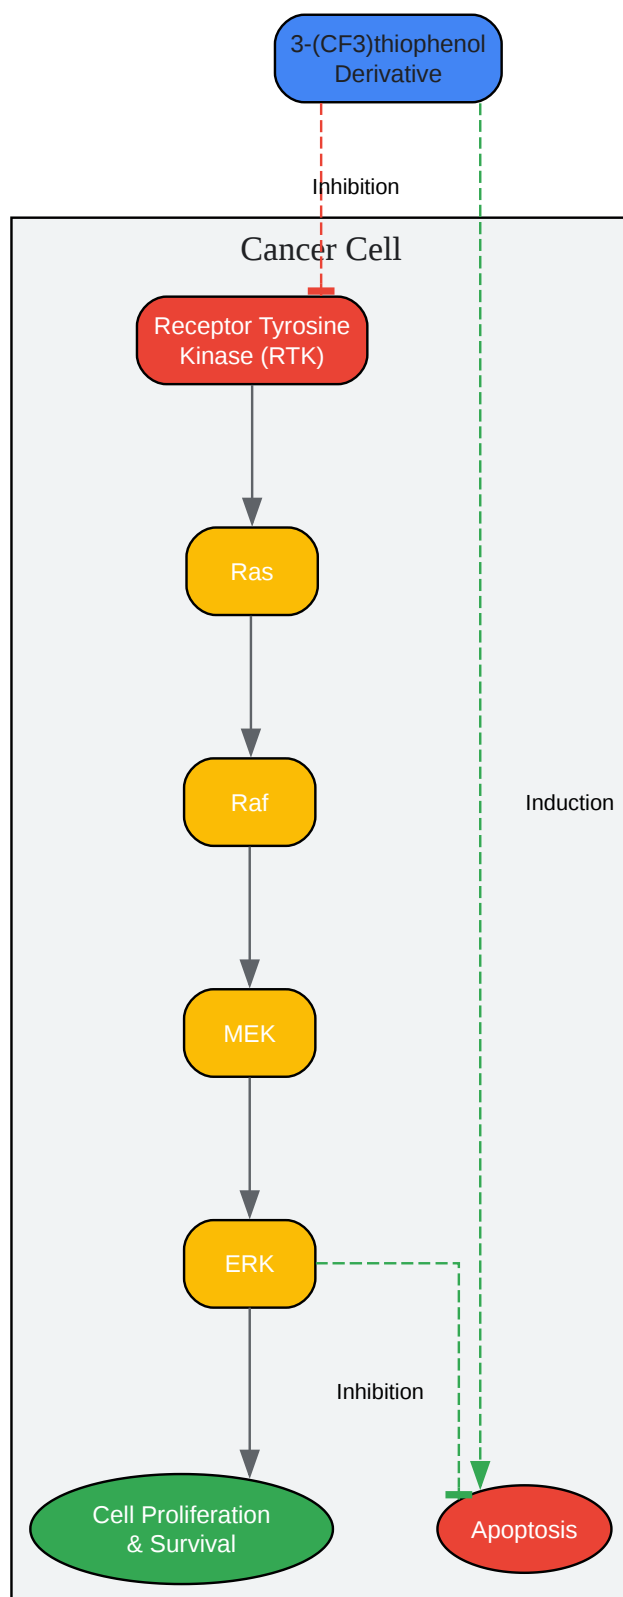 3-(CF3)thiophenol
Derivative
Inhibition
Cancer Cell
Receptor Tyrosine
Kinase (RTK)
Ras
Raf
Induction
MEK
ERK
Inhibition
Cell Proliferation
& Survival
Apoptosis